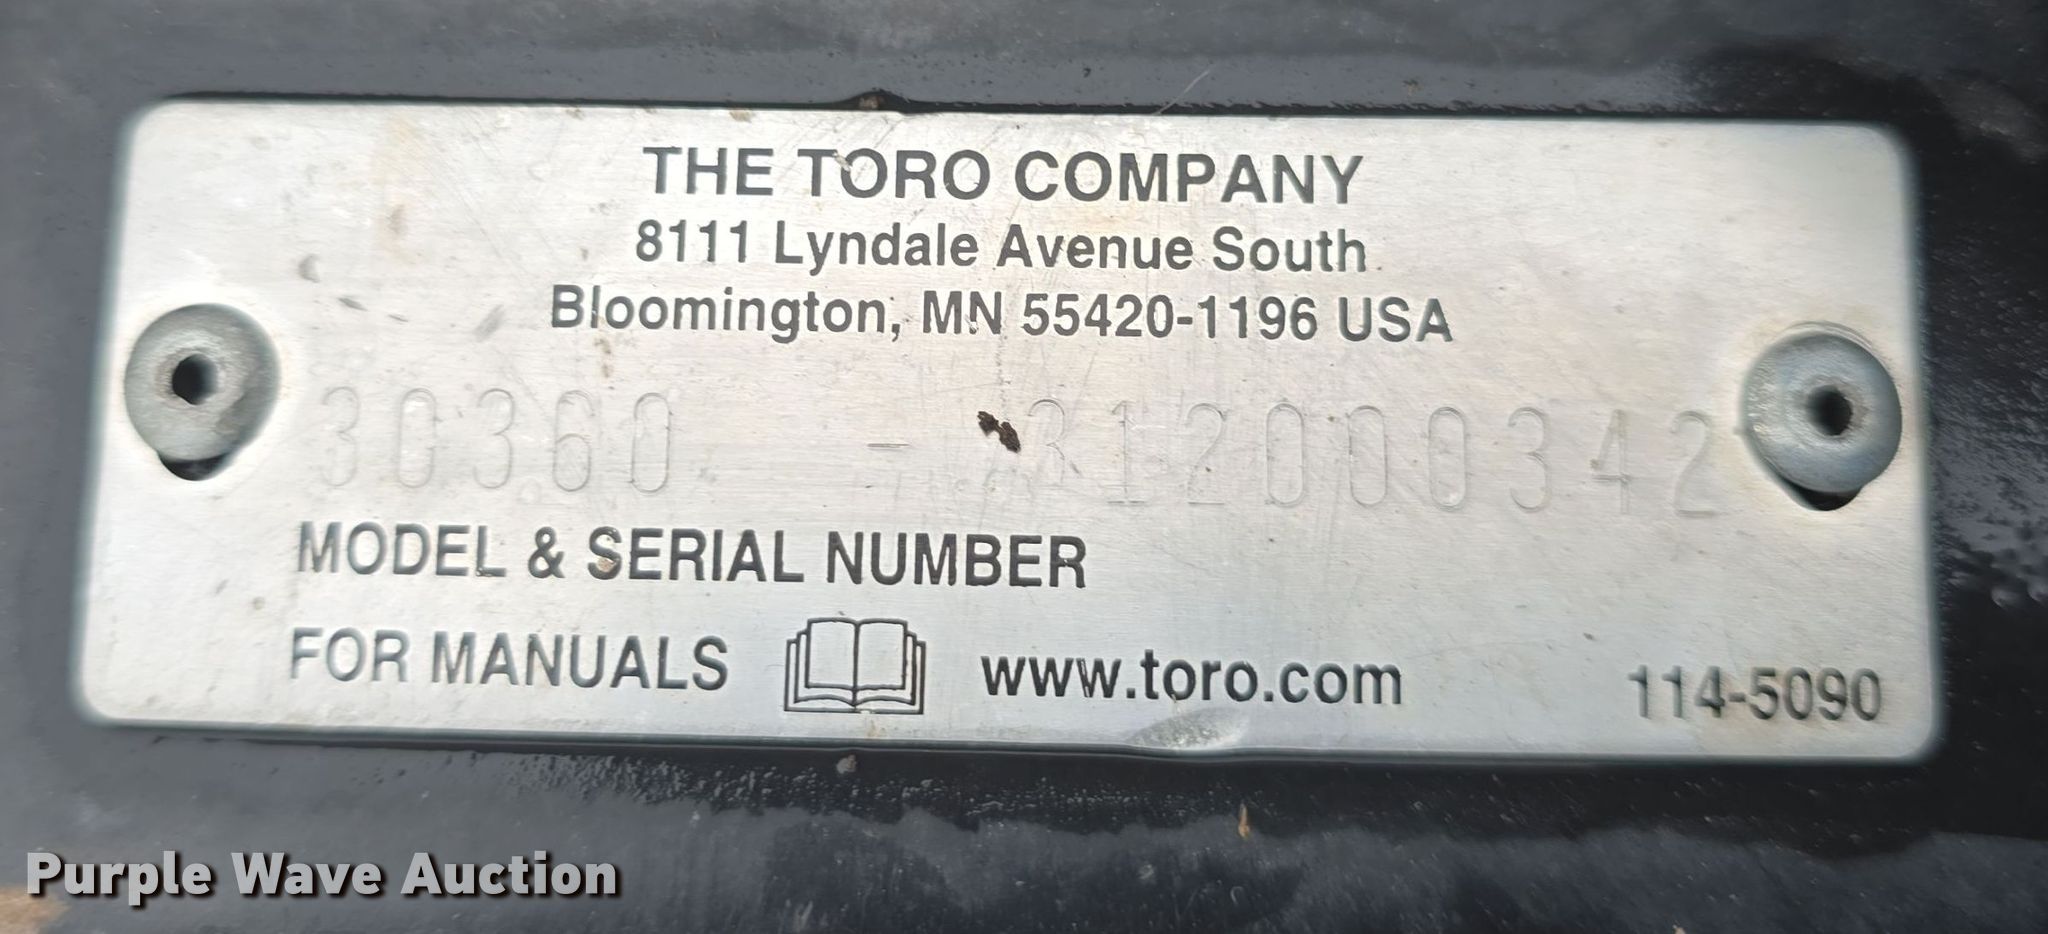 THE TORO COMPANY
8111 Lyndale Avenue South
Bloomington, MN 55420-1196 USA
30360 - 312000342
MODEL & SERIAL NUMBER
FOR MANUALS www.toro.com 114-5090
Purple Wave Auction